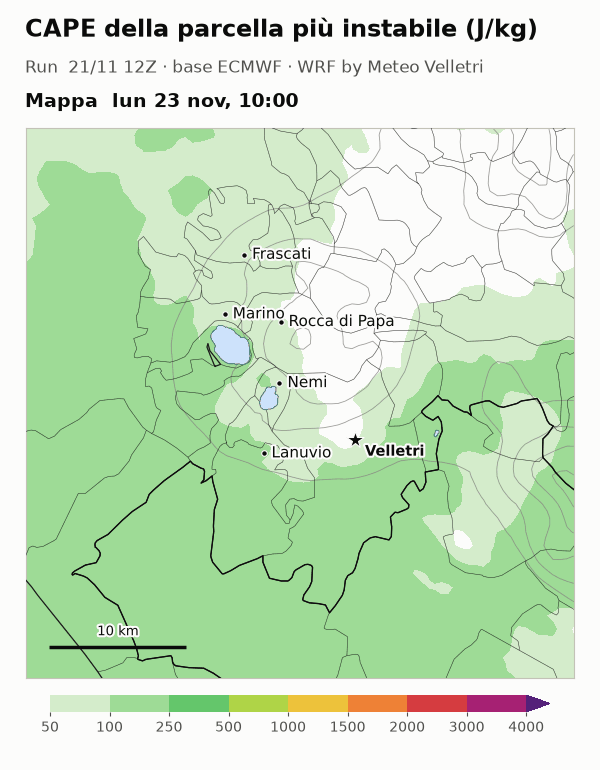 CAPE della parcella più instabile (J/kg)
Run  21/11 12Z · base ECMWF · WRF by Meteo Velletri
Mappa  lun 23 nov, 10:00
Frascati
Marino
Rocca di Papa
Nemi
Velletri
Lanuvio
10 km
50 100 250 500 1000 1500 2000 3000 4000